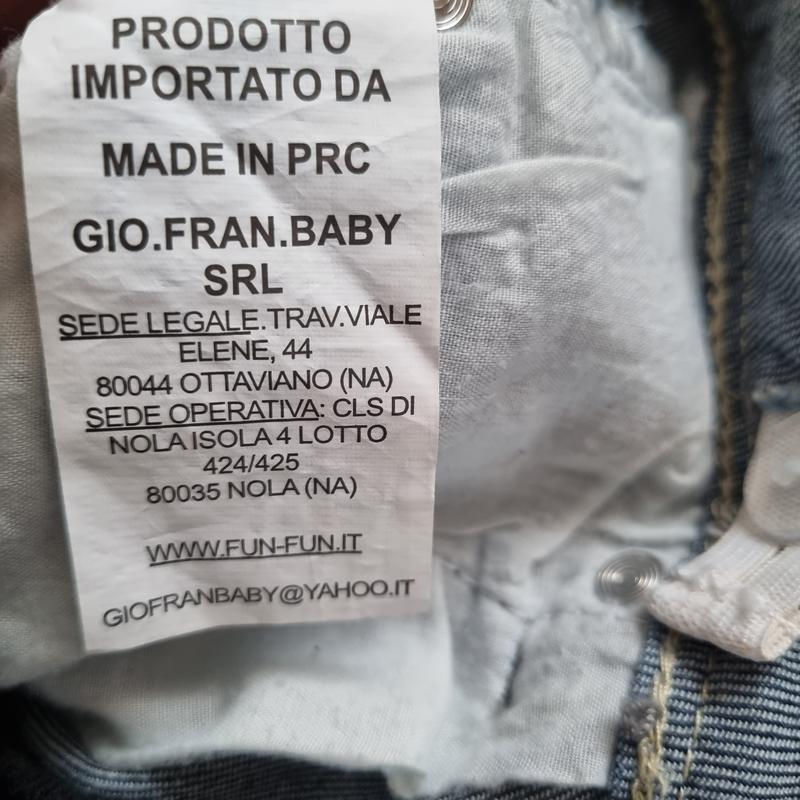 PRODOTTO
IMPORTATO DA
MADE IN PRC
GIO.FRAN.BABY
SRL
SEDE LEGALE.TRAV.VIALE
ELENE, 44
80044 OTTAVIANO (NA)
SEDE OPERATIVA: CLS DI
NOLA ISOLA 4 LOTTO
424/425
80035 NOLA (NA)
WWW.FUN-FUN.IT
GIOFRANBABY@YAHOO.IT